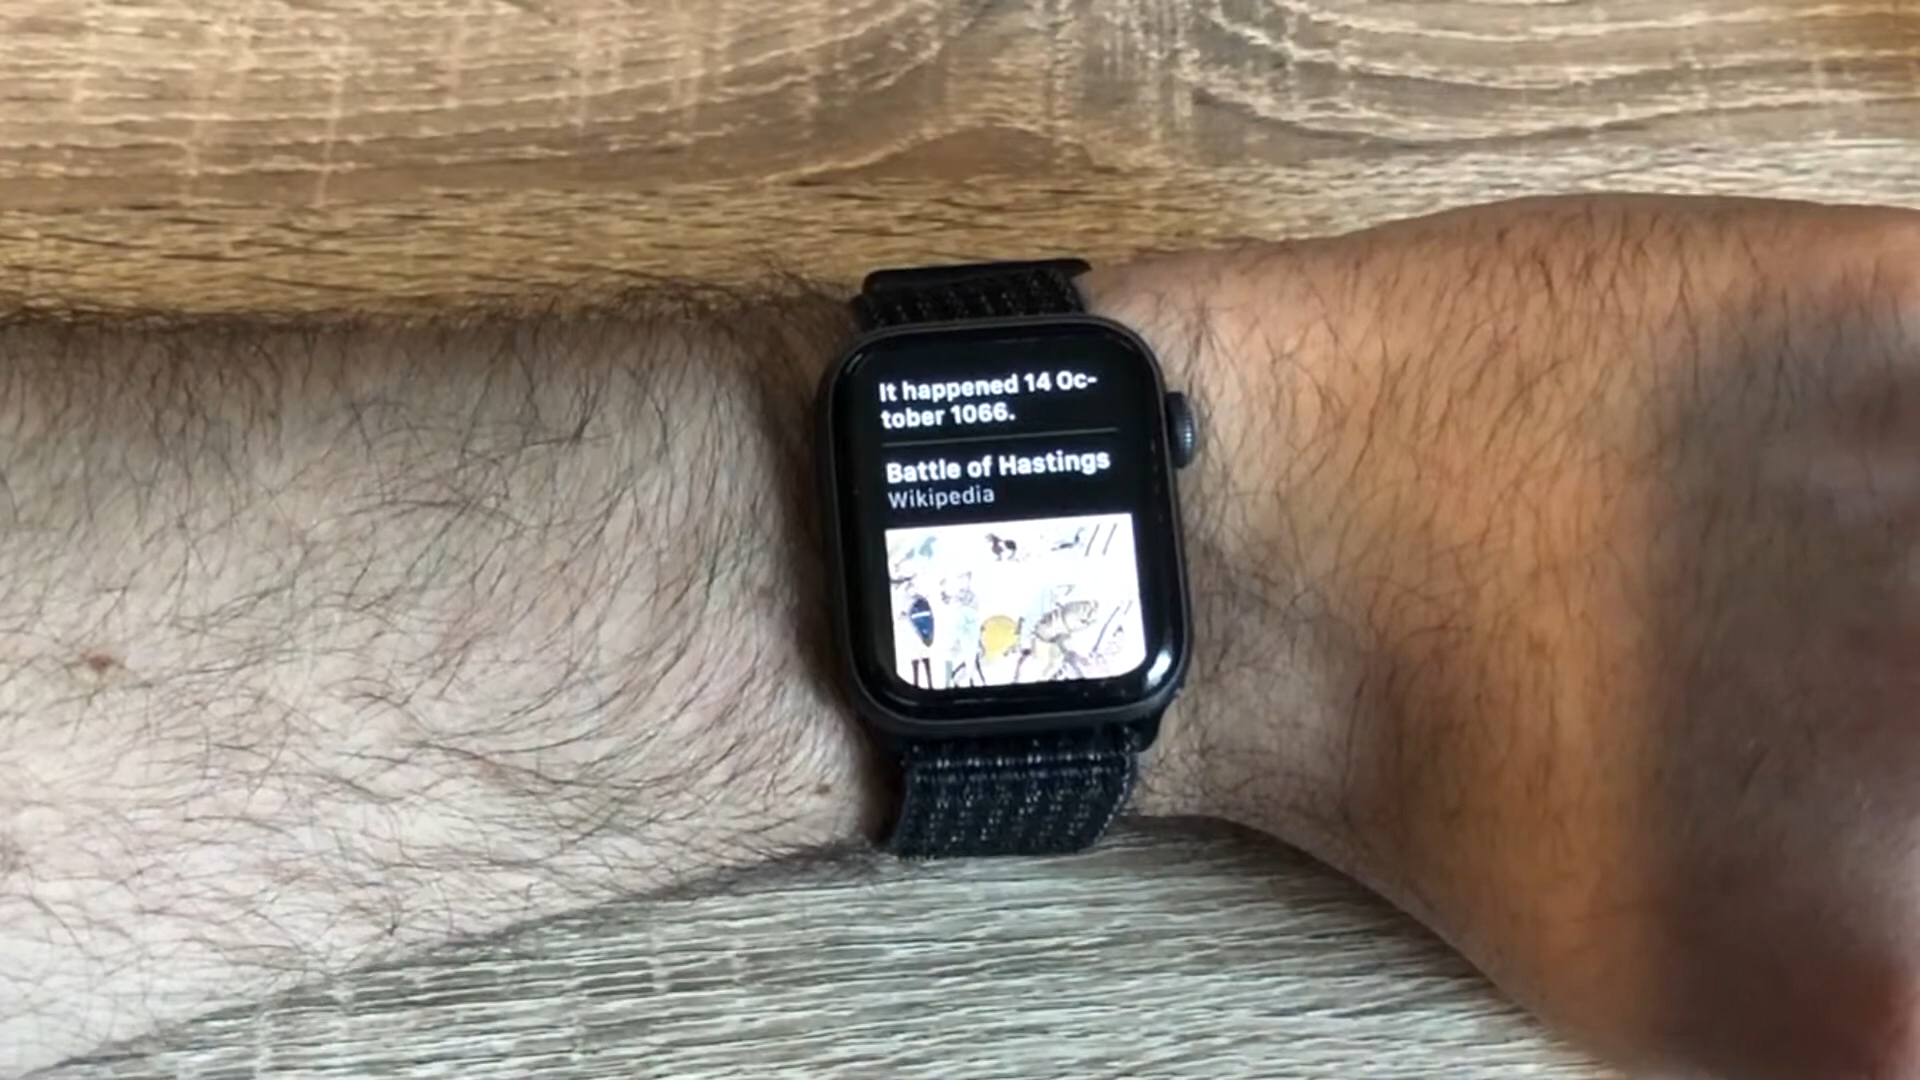 It happened 14 Oc-
tober 1066.
Battle of Hastings
Wikipedia